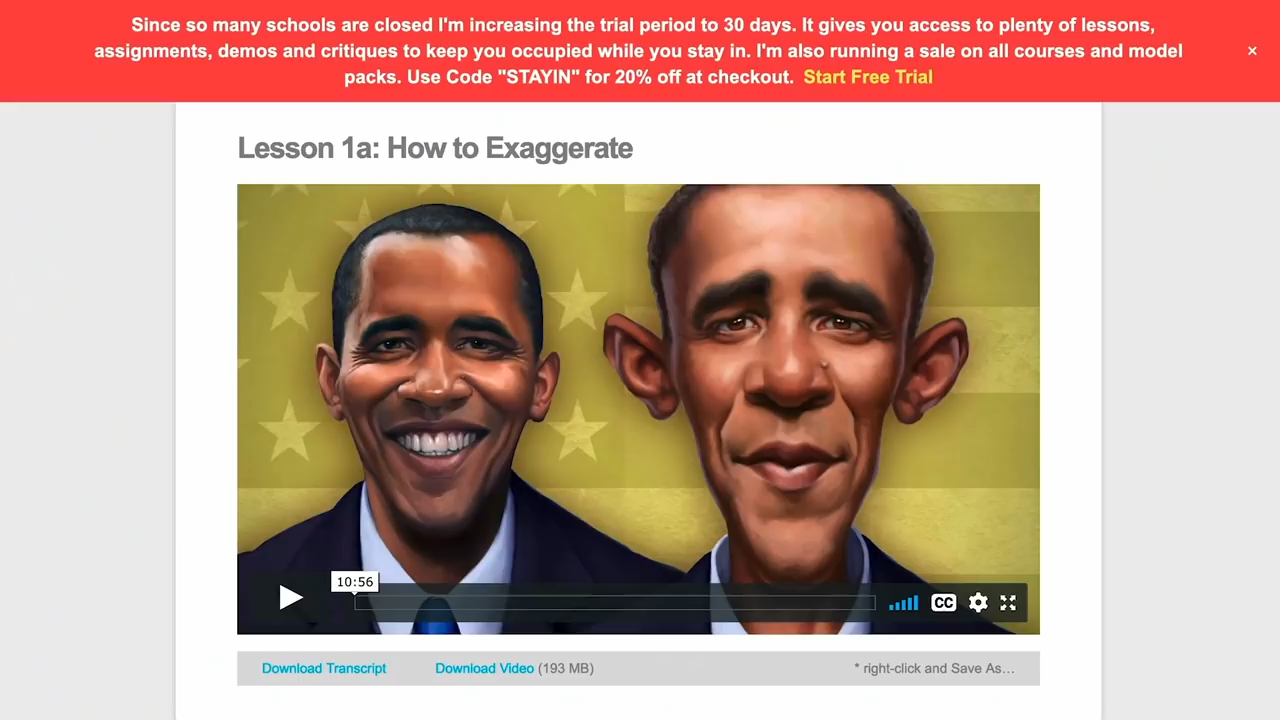 Since so many schools are closed I'm increasing the trial period to 30 days. It gives you access to plenty of lessons,
assignments, demos and critiques to keep you occupied while you stay in. I'm also running a sale on all courses and model
packs. Use Code "STAYIN" for 20% off at checkout. Start Free Trial
×
Lesson 1a: How to Exaggerate
10:56
CC
Download Transcript Download Video (193 MB) * right-click and Save As...